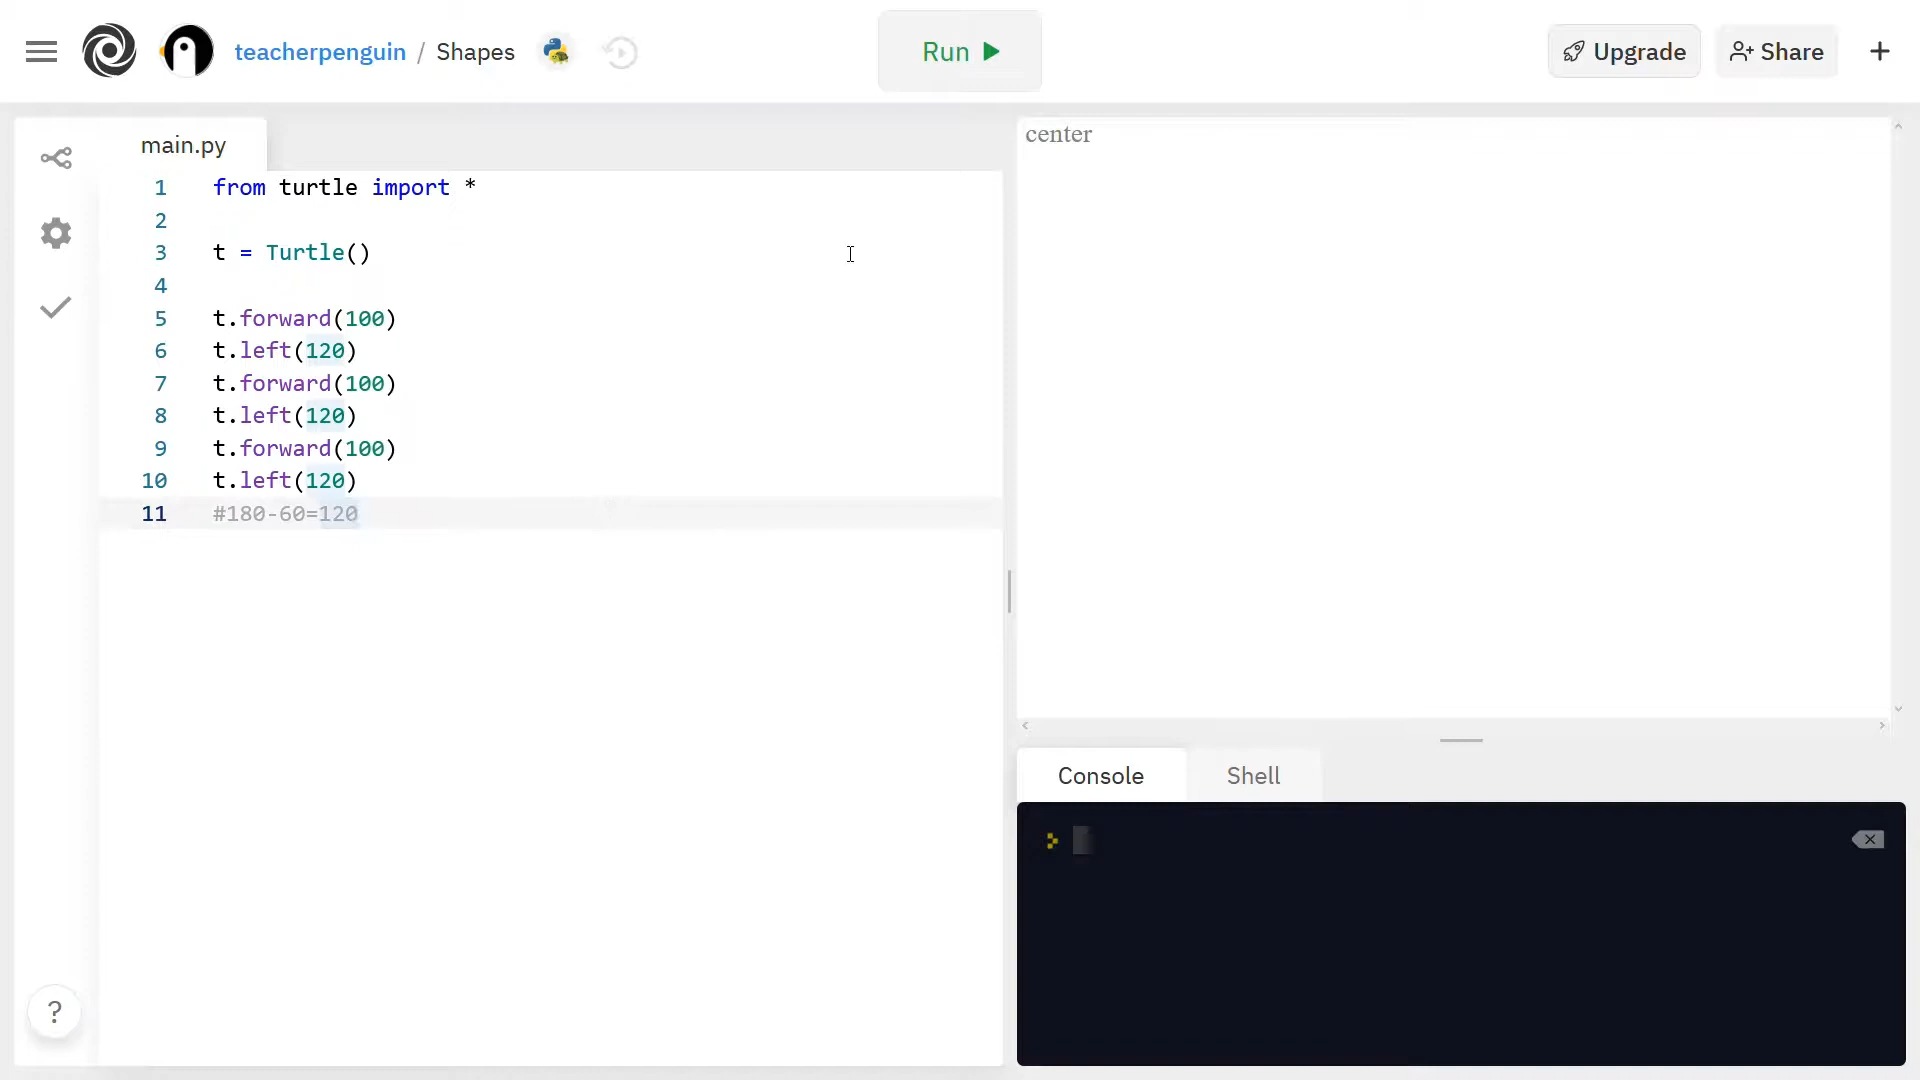 teacherpenguin / Shapes
Run
Upgrade
Share
+
main.py
1 from turtle import *
2
3 t = Turtle()
4
5 t.forward(100)
6 t.left(120)
7 t.forward(100)
8 t.left(120)
9 t.forward(100)
10 t.left(120)
11 #180-60=120
?
center
Console
Shell